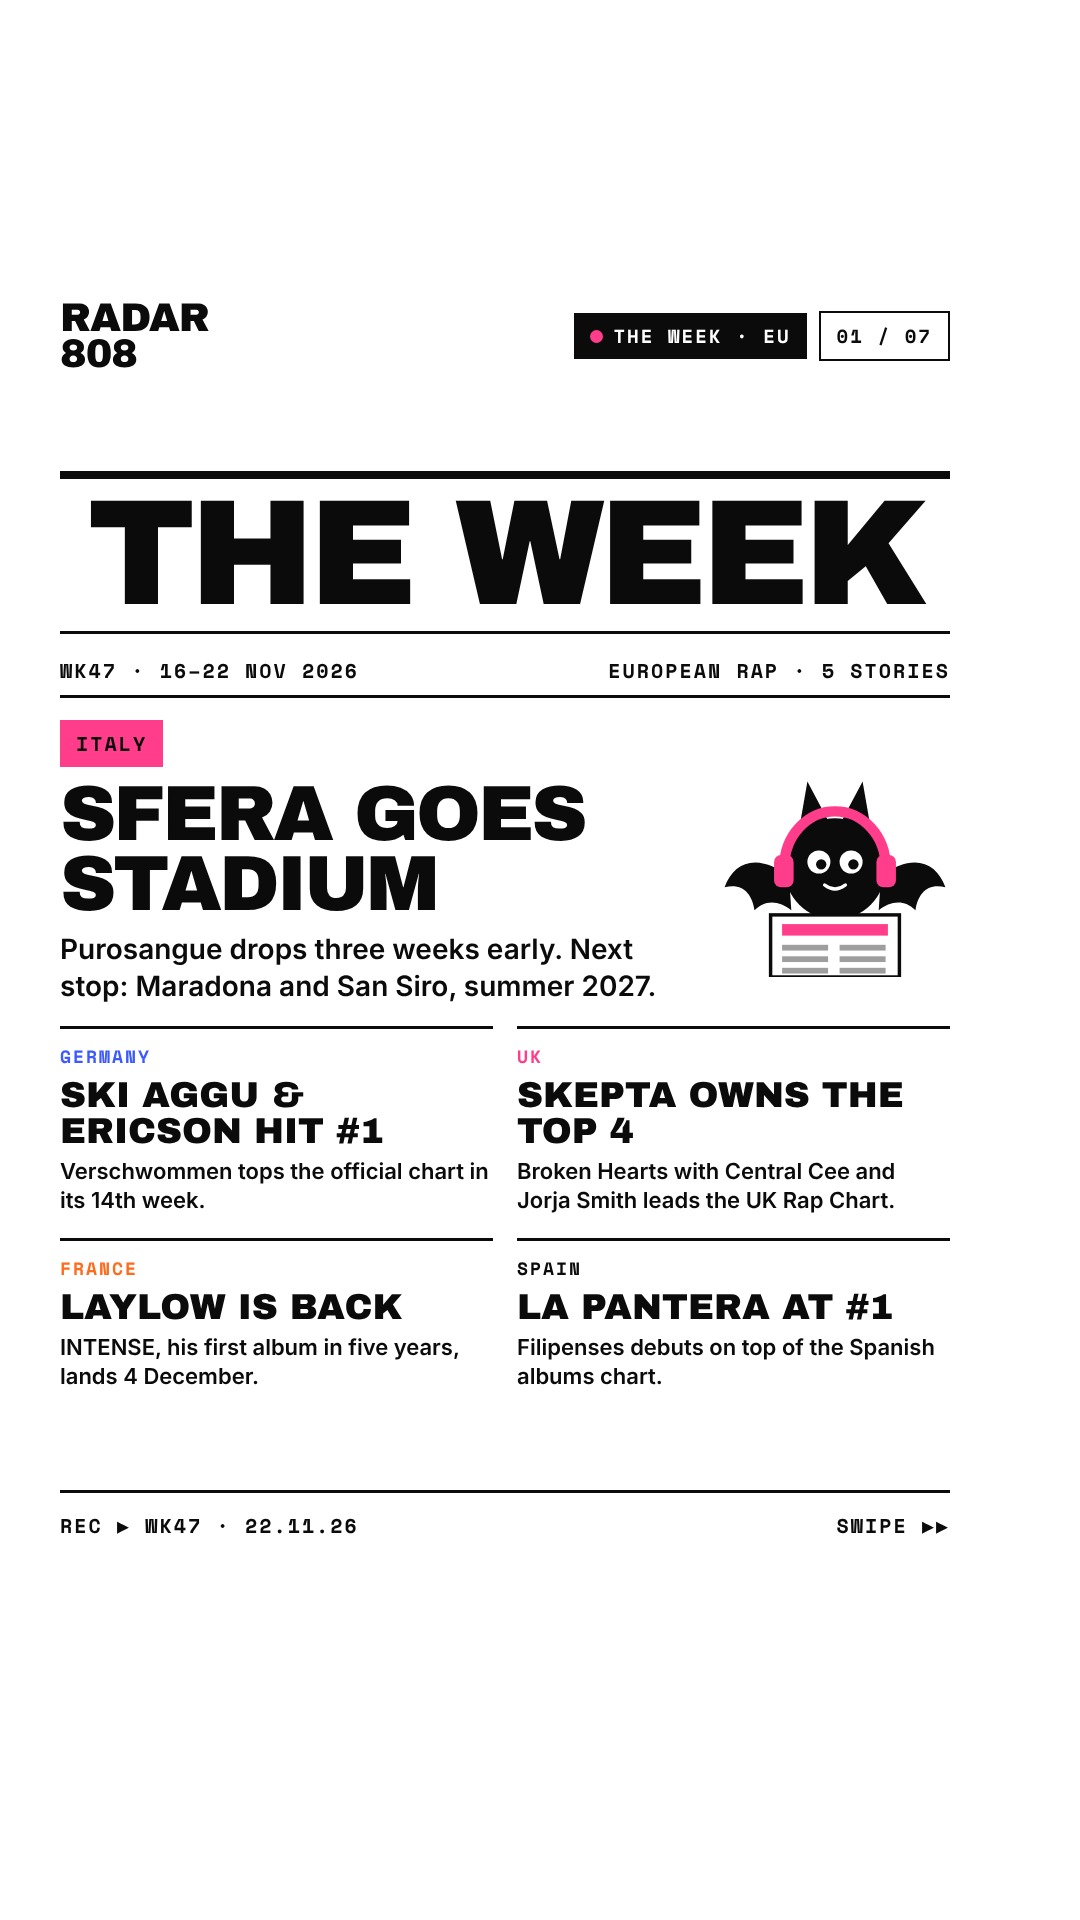 RADAR
808
THE WEEK · EU
01 / 07
THE WEEK
WK47 · 16–22 NOV 2026
EUROPEAN RAP · 5 STORIES
ITALY
SFERA GOES
STADIUM
Purosangue drops three weeks early. Next
stop: Maradona and San Siro, summer 2027.
GERMANY
SKI AGGU &
ERICSON HIT #1
Verschwommen tops the official chart in
its 14th week.
UK
SKEPTA OWNS THE
TOP 4
Broken Hearts with Central Cee and
Jorja Smith leads the UK Rap Chart.
FRANCE
LAYLOW IS BACK
INTENSE, his first album in five years,
lands 4 December.
SPAIN
LA PANTERA AT #1
Filipenses debuts on top of the Spanish
albums chart.
REC ▶ WK47 · 22.11.26
SWIPE ▶▶